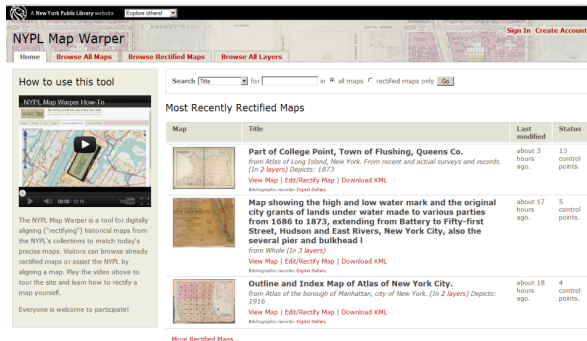 A New York Public Library website Explore others!
NYPL Map Warper
Sign In Create Account
Home Browse All Maps Browse Rectified Maps Browse All Layers
How to use this tool
NYPL Map Warper How-To
00:00 / 10:16 YouTube
The NYPL Map Warper is a tool for digitally
aligning ("rectifying") historical maps from
the NYPL's collections to match today's
precise maps. Visitors can browse already
rectified maps or assist the NYPL by
aligning a map. Play the video above to
tour the site and learn how to rectify a
map yourself.
Everyone is welcome to participate!
Search Title for in all maps rectified maps only Go
Most Recently Rectified Maps
Map Title Last modified Status
Part of College Point, Town of Flushing, Queens Co.
from Atlas of Long Island, New York. From recent and actual surveys and records.
(In 2 layers) Depicts: 1873
View Map | Edit/Rectify Map | Download KML
Bibliographic records: Digital Gallery
about 3 hours ago.
13 control points.
Map showing the high and low water mark and the original
city grants of lands under water made to various parties
from 1686 to 1873, extending from Battery to Fifty-first
Street, Hudson and East Rivers, New York City, also the
several pier and bulkhead l
from Whole (In 3 layers)
View Map | Edit/Rectify Map | Download KML
Bibliographic records: Digital Gallery
about 17 hours ago.
5 control points.
Outline and Index Map of Atlas of New York City.
from Atlas of the borough of Manhattan, city of New York. (In 2 layers) Depicts:
1916
View Map | Edit/Rectify Map | Download KML
Bibliographic records: Digital Gallery
about 18 hours ago.
4 control points.
More Rectified Maps...